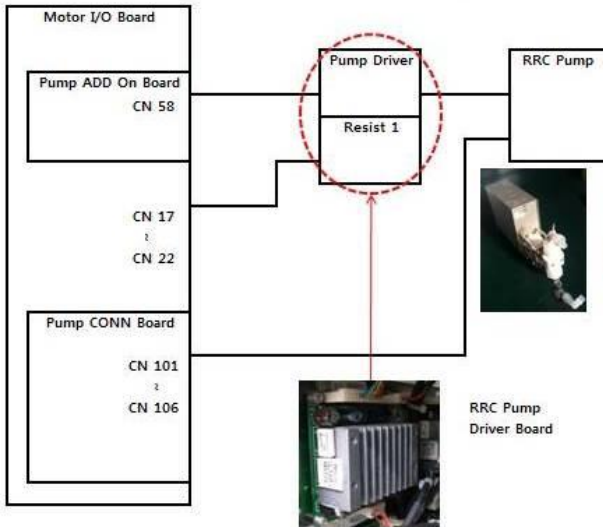 Motor I/O Board
Pump ADD On Board
CN 58
CN 17
~
CN 22
Pump CONN Board
CN 101
~
CN 106
Pump Driver
Resist 1
RRC Pump
RRC Pump
Driver Board